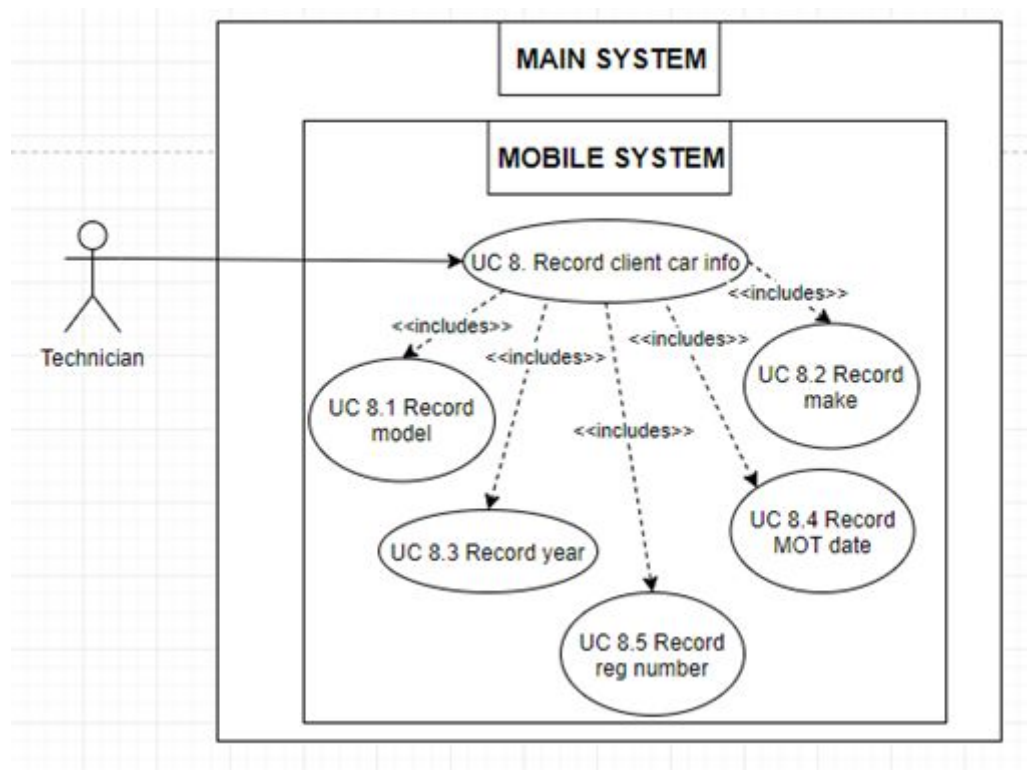 MAIN SYSTEM
MOBILE SYSTEM
UC 8. Record client car info
<<includes>>
<<includes>>
<<includes>>
<<includes>>
<<includes>>
Technician
UC 8.1 Record
model
UC 8.2 Record
make
UC 8.3 Record year
UC 8.4 Record
MOT date
UC 8.5 Record
reg number